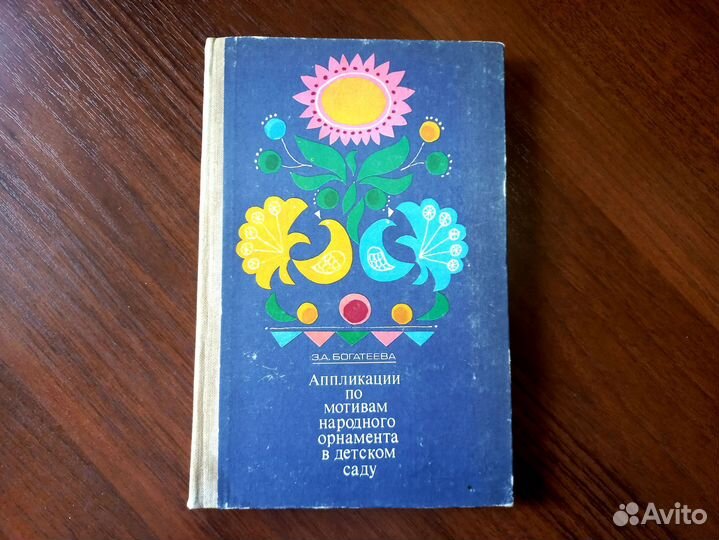 З.А. БОГАТЕЕВА
Аппликации
по
мотивам
народного
орнамента
в детском
саду
Avito